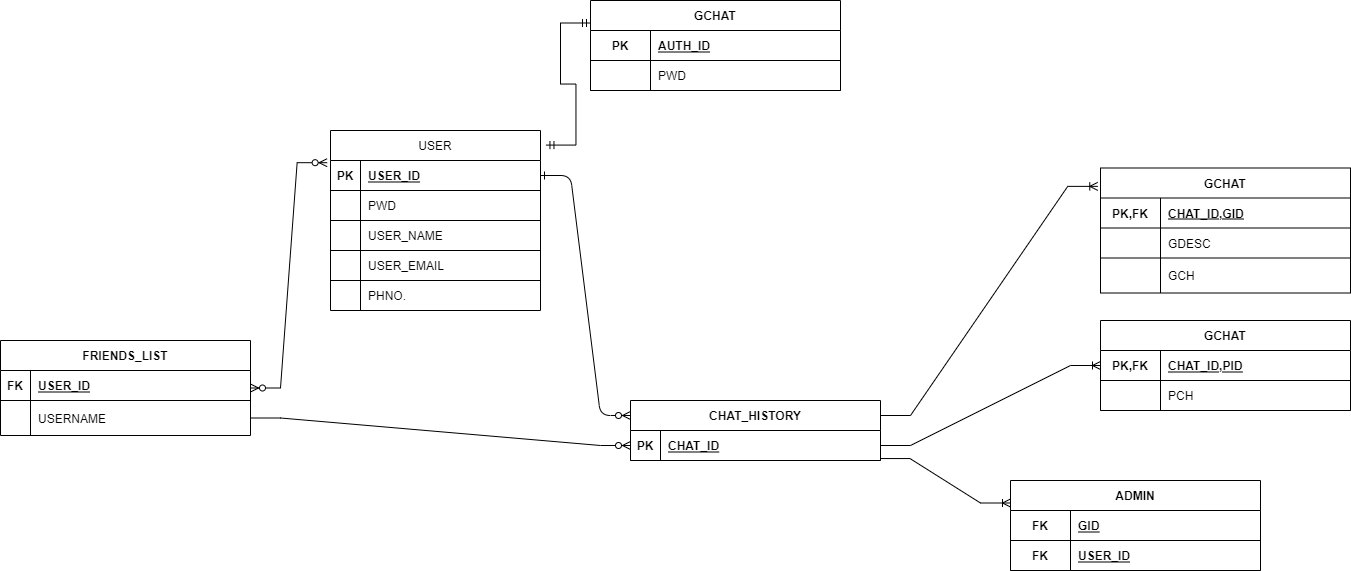 GCHAT
PK AUTH_ID
PWD
USER
PK USER_ID
PWD
USER_NAME
USER_EMAIL
PHNO.
FRIENDS_LIST
FK USER_ID
USERNAME
CHAT_HISTORY
PK CHAT_ID
GCHAT
PK,FK CHAT_ID,GID
GDESC
GCH
GCHAT
PK,FK CHAT_ID,PID
PCH
ADMIN
FK GID
FK USER_ID